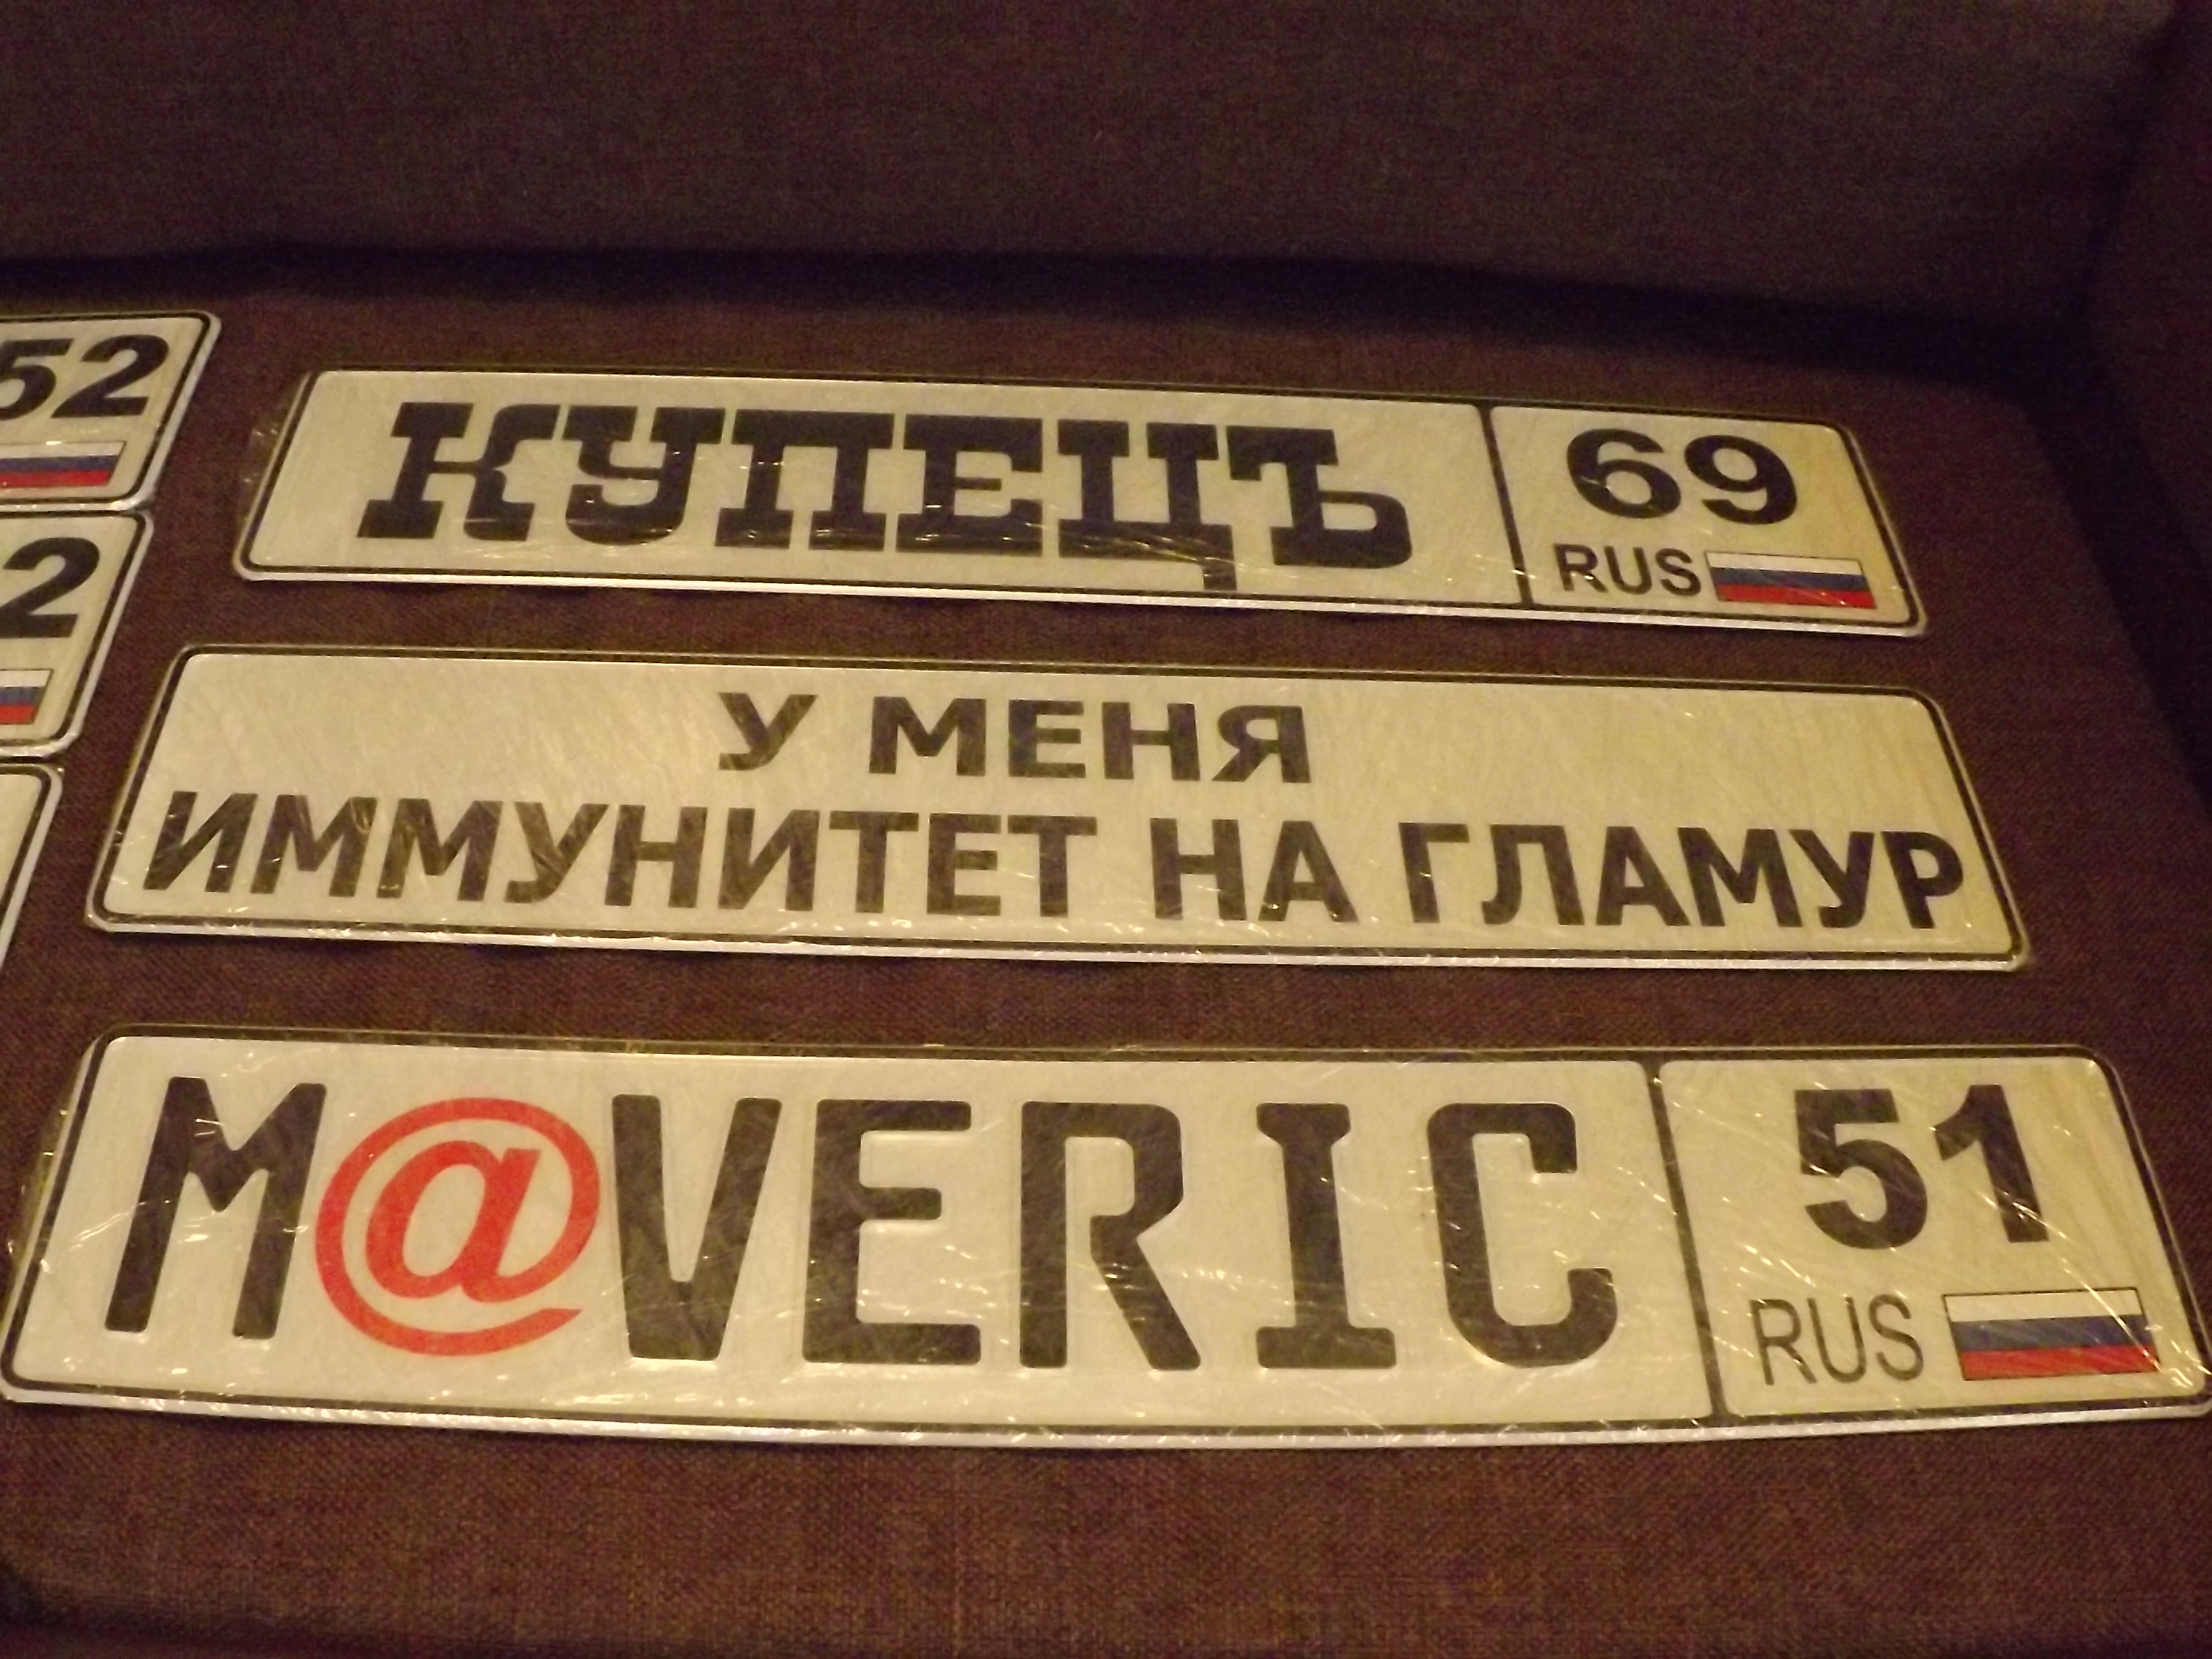 52
2
КУПЕЦЪ 69
RUS
У МЕНЯ
ИММУНИТЕТ НА ГЛАМУР
M@VERIC 51
RUS